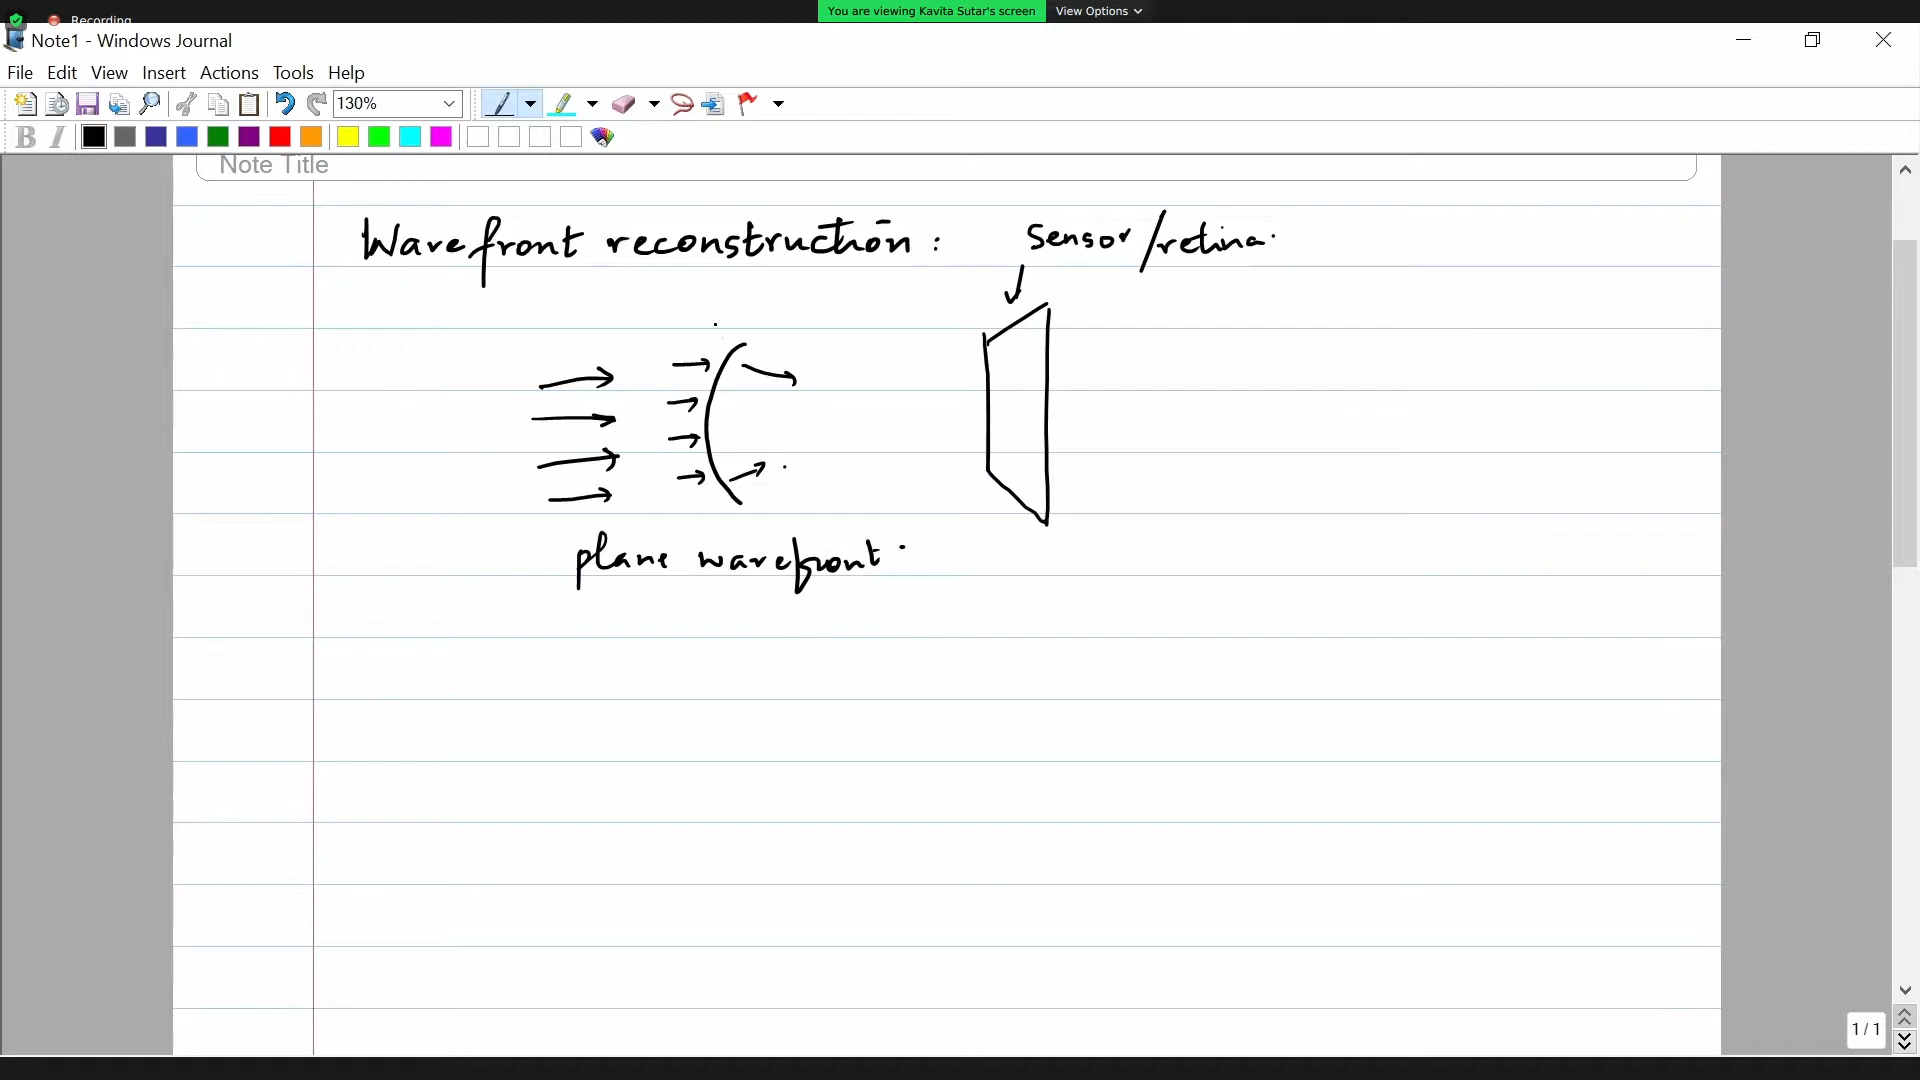 Recording
You are viewing Kavita Sutar's screen
View Options
Note1 - Windows Journal
File Edit View Insert Actions Tools Help
130%
B I
Note Title
Wavefront reconstruction :
Sensor/retina.
plane wavefront.
1 / 1